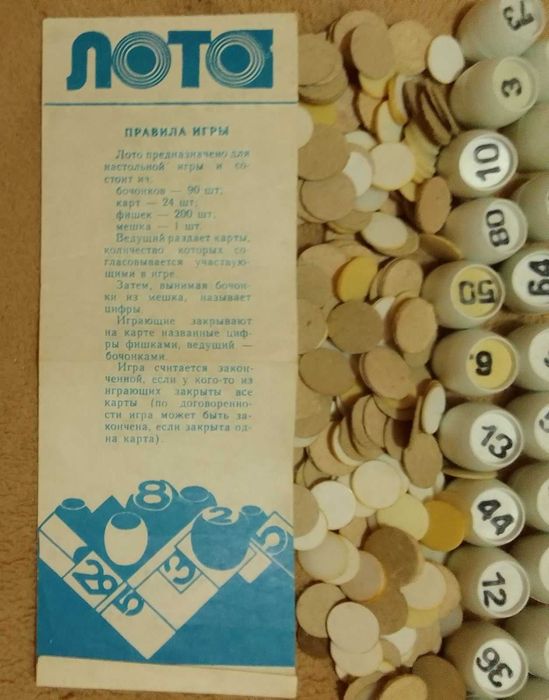 ЛОТО
ПРАВИЛА ИГРЫ
Лото предназначено для
настольной игры и со-
стоит из:
бочонков — 90 шт;
карт — 24 шт;
фишек — 200 шт;
мешка — 1 шт.
Ведущий раздает карты,
количество которых со-
гласовывается участвую-
щими в игре.
Затем, вынимая бочон-
ки из мешка, называет
цифры.
Играющие закрывают
на карте названные циф-
ры фишками, ведущий —
бочонками.
Игра считается закон-
ченной, если у кого-то из
играющих закрыты все
карты (по договоренно-
сти игра может быть за-
кончена, если закрыта од-
на карта).
8
2
5
3
28
5
73
3
10
80
64
50
6
13
44
12
36